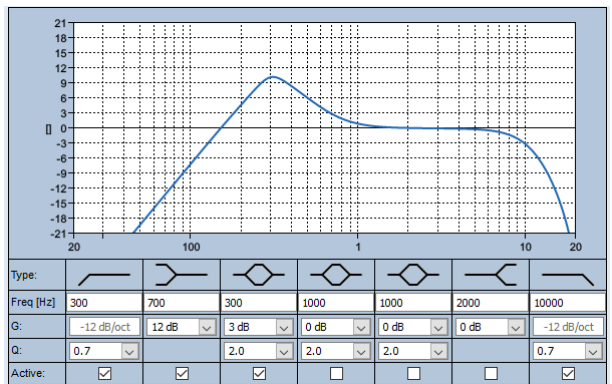 21
18
15
12
9
6
3
[] 0
-3
-6
-9
-12
-15
-18
-21
20 100 1 10 20
Type:
Freq [Hz] 300 700 300 1000 1000 2000 10000
G: -12 dB/oct 12 dB 3 dB 0 dB 0 dB 0 dB -12 dB/oct
Q: 0.7 2.0 2.0 2.0 0.7
Active: